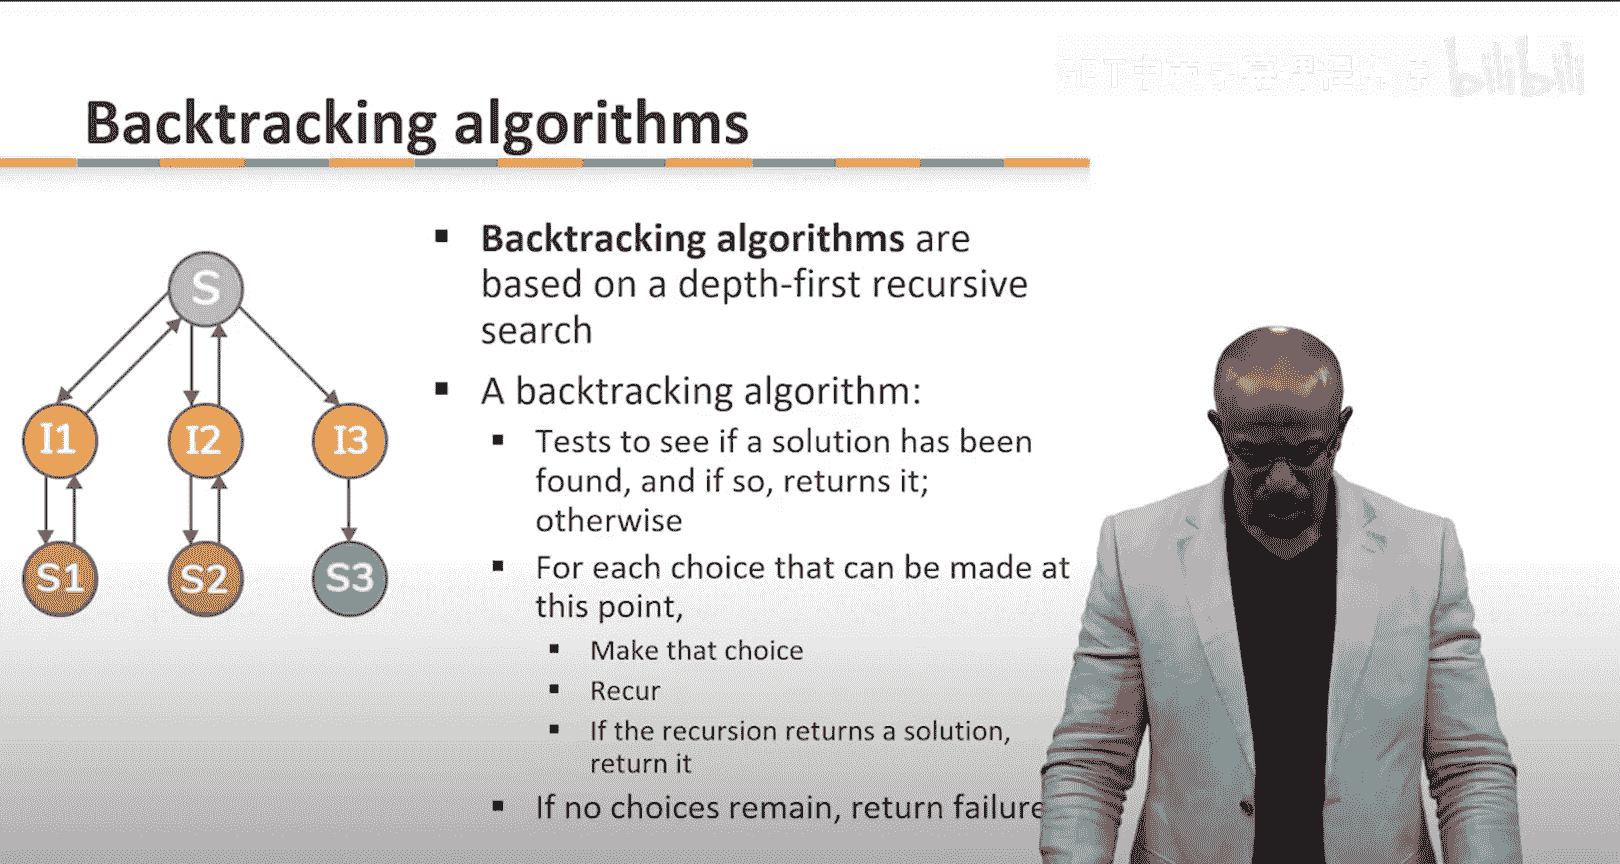 Backtracking algorithms
bilibili
Backtracking algorithms are
based on a depth-first recursive
search
A backtracking algorithm:
Tests to see if a solution has been
found, and if so, returns it;
otherwise
For each choice that can be made at
this point,
Make that choice
Recur
If the recursion returns a solution,
return it
If no choices remain, return failure
S
I1
I2
I3
S1
S2
S3